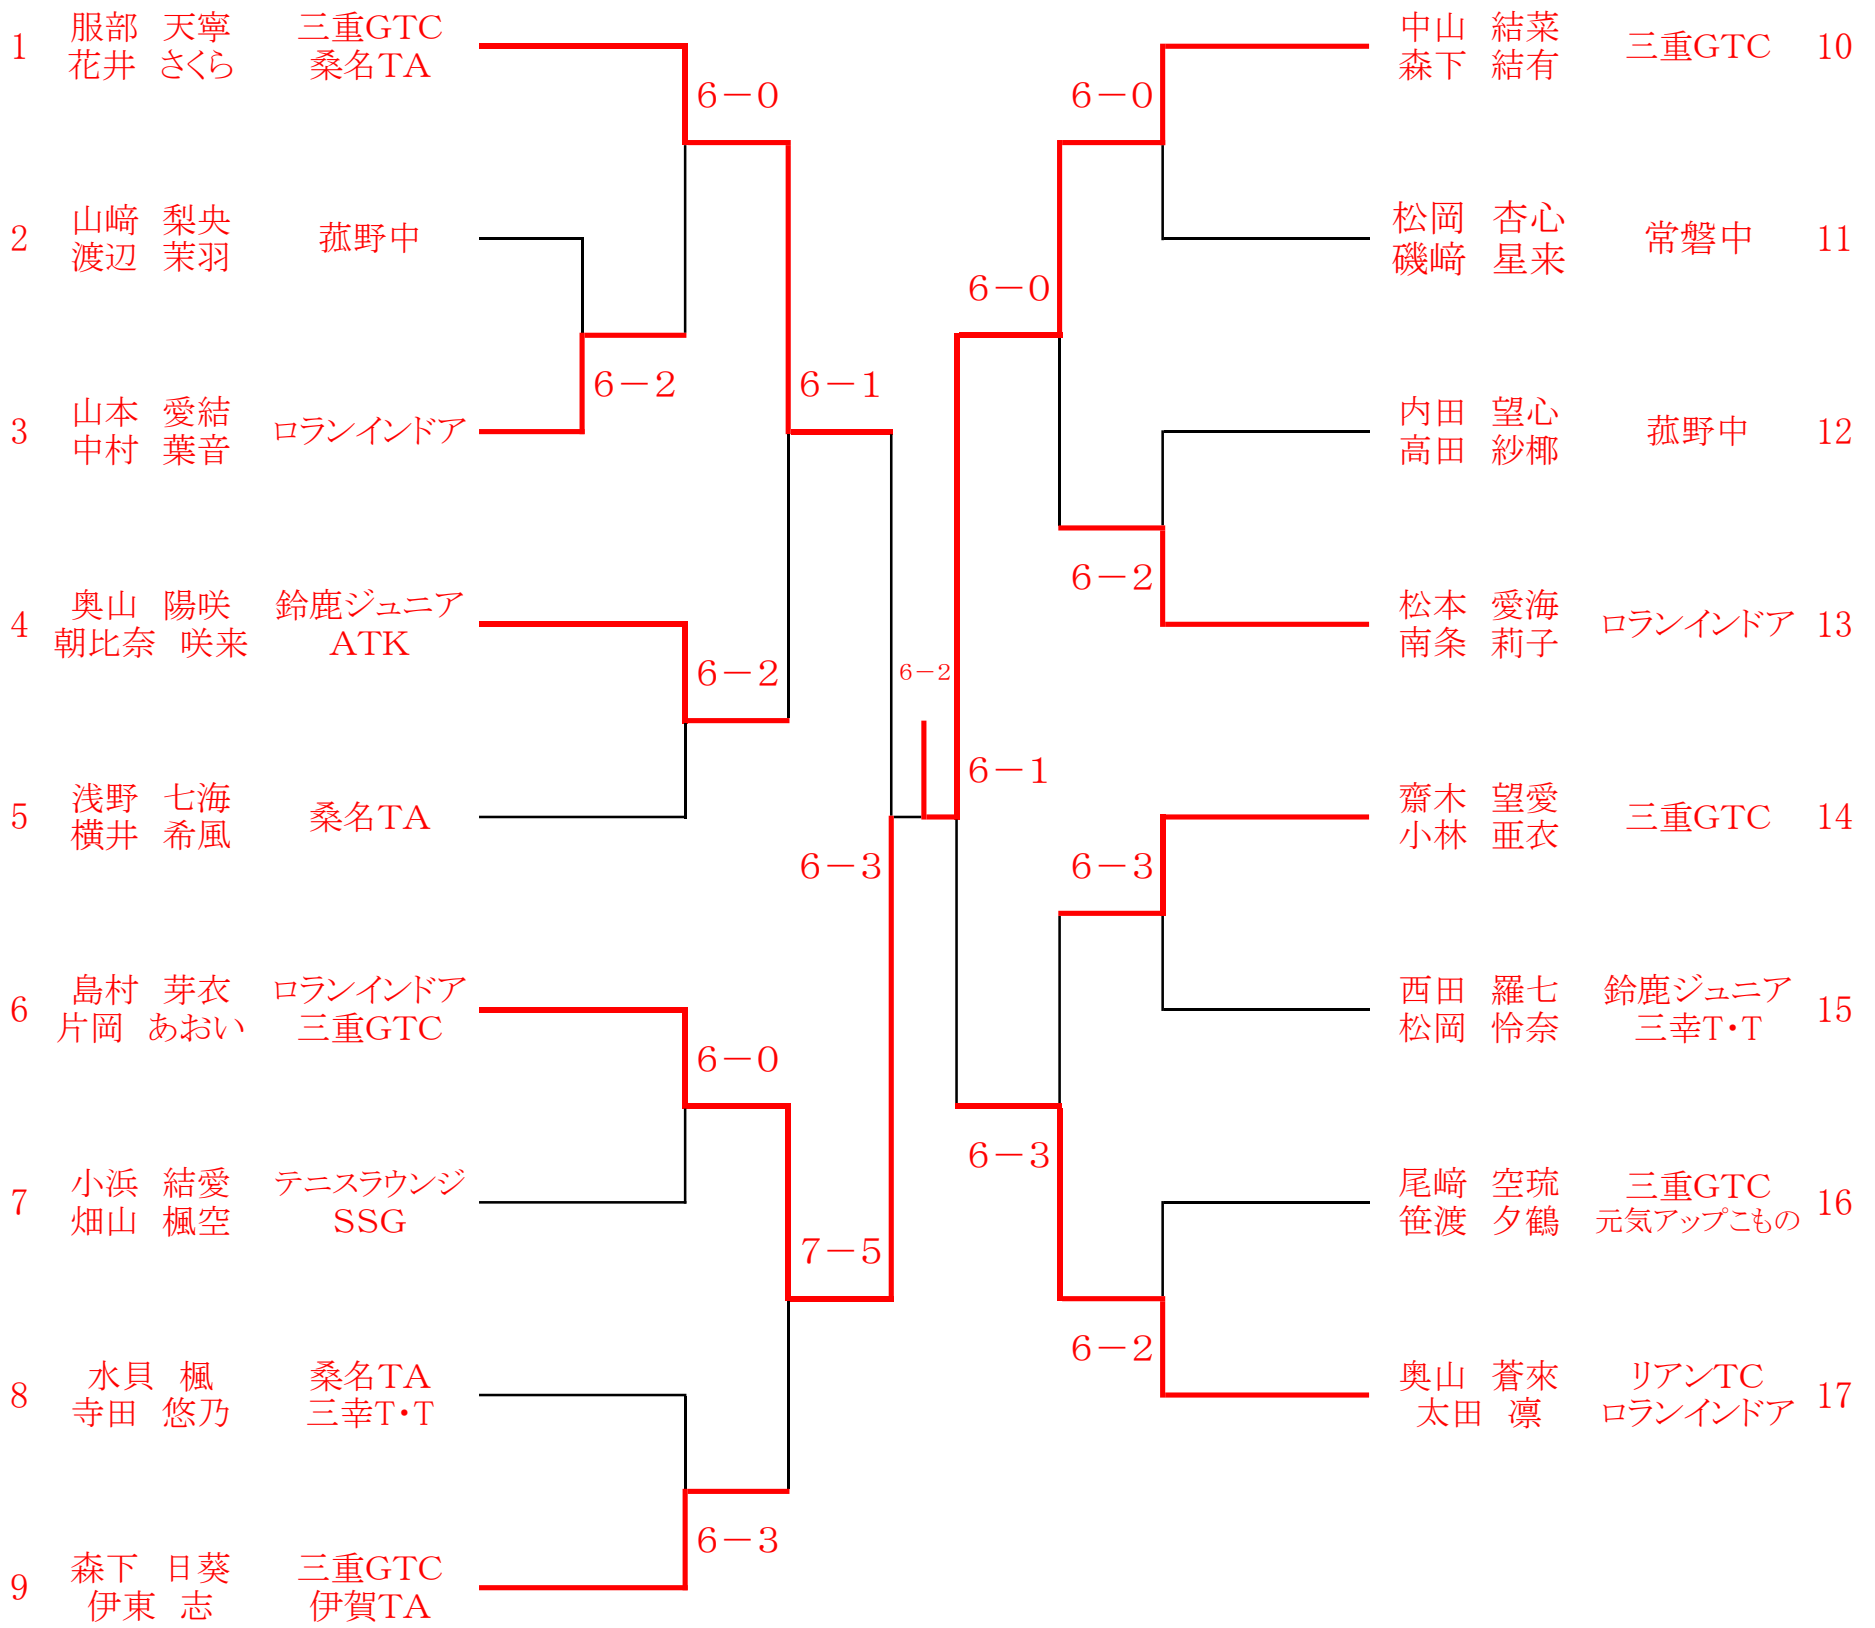 1 服部 天寧 三重GTC
花井 さくら 桑名TA
2 山﨑 梨央 菰野中
渡辺 茉羽
3 山本 愛結 ロランインドア
中村 葉音
4 奥山 陽咲 鈴鹿ジュニア
朝比奈 咲来 ATK
5 浅野 七海 桑名TA
横井 希風
6 島村 芽衣 ロランインドア
片岡 あおい 三重GTC
7 小浜 結愛 テニスラウンジ
畑山 楓空 SSG
8 水貝 楓 桑名TA
寺田 悠乃 三幸T・T
9 森下 日葵 三重GTC
伊東 志 伊賀TA
6-0
6-2
6-1
6-2
6-3
6-0
7-5
6-3
6-2
6-0
6-0
6-2
6-1
6-3
6-3
6-2
中山 結菜 三重GTC 10
森下 結有
松岡 杏心 常磐中 11
磯﨑 星来
内田 望心 菰野中 12
高田 紗椰
松本 愛海 ロランインドア 13
南条 莉子
齋木 望愛 三重GTC 14
小林 亜衣
西田 羅七 鈴鹿ジュニア 15
松岡 怜奈 三幸T・T
尾﨑 空琉 三重GTC 16
笹渡 夕鶴 元気アップこもの
奥山 蒼來 リアンTC 17
太田 凛 ロランインドア